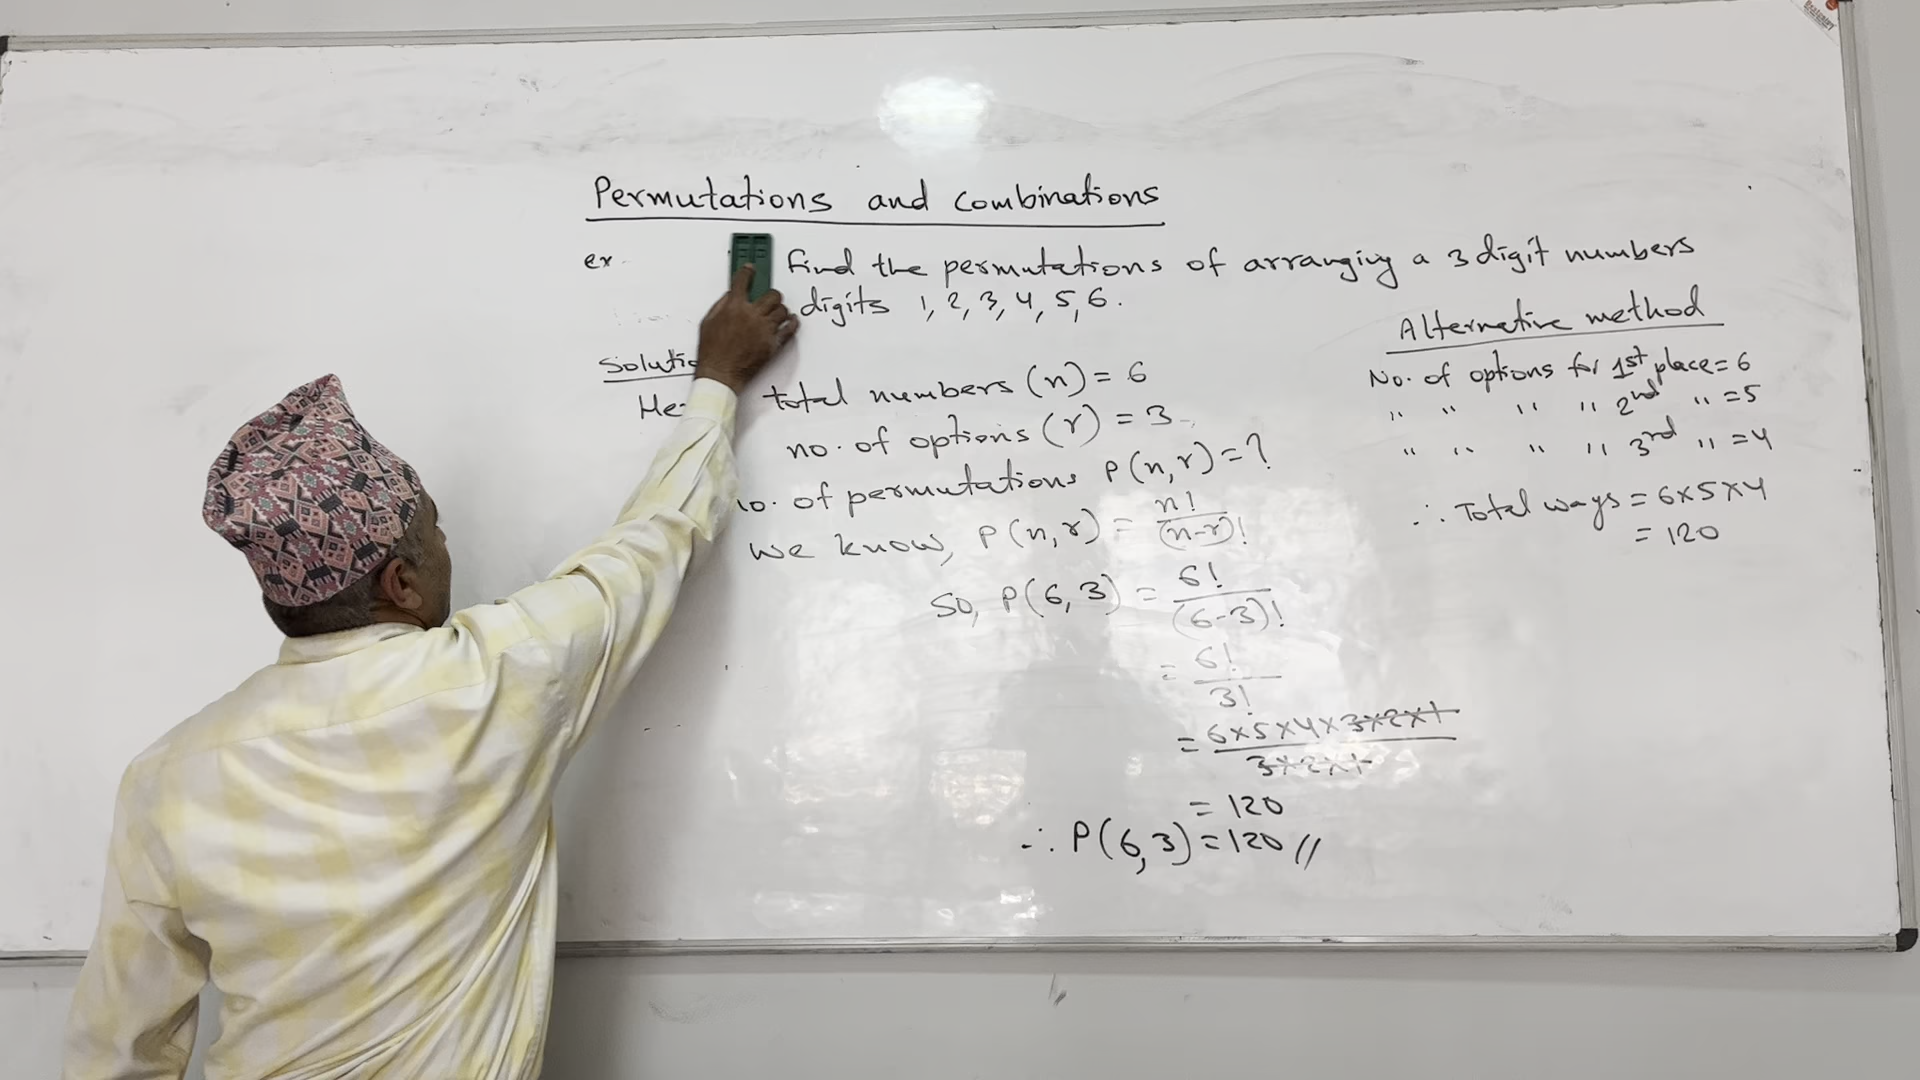 Permutations and combinations
ex. Find the permutations of arranging a 3 digit numbers
digits 1, 2, 3, 4, 5, 6.
total numbers (n) = 6
no. of options (r) = 3
of permutations P(n,r) = ?
We know, P(n,r) = n!/(n-r)!
So, P(6,3) = 6!/(6-3)!
= 6!/3!
= 6×5×4×3×2×1/3×2×1
= 120
∴ P(6,3) = 120 //
Alternative method
No. of options for 1st place = 6
" " " " 2nd " = 5
" " " " 3rd " = 4
∴ Total ways = 6×5×4
= 120